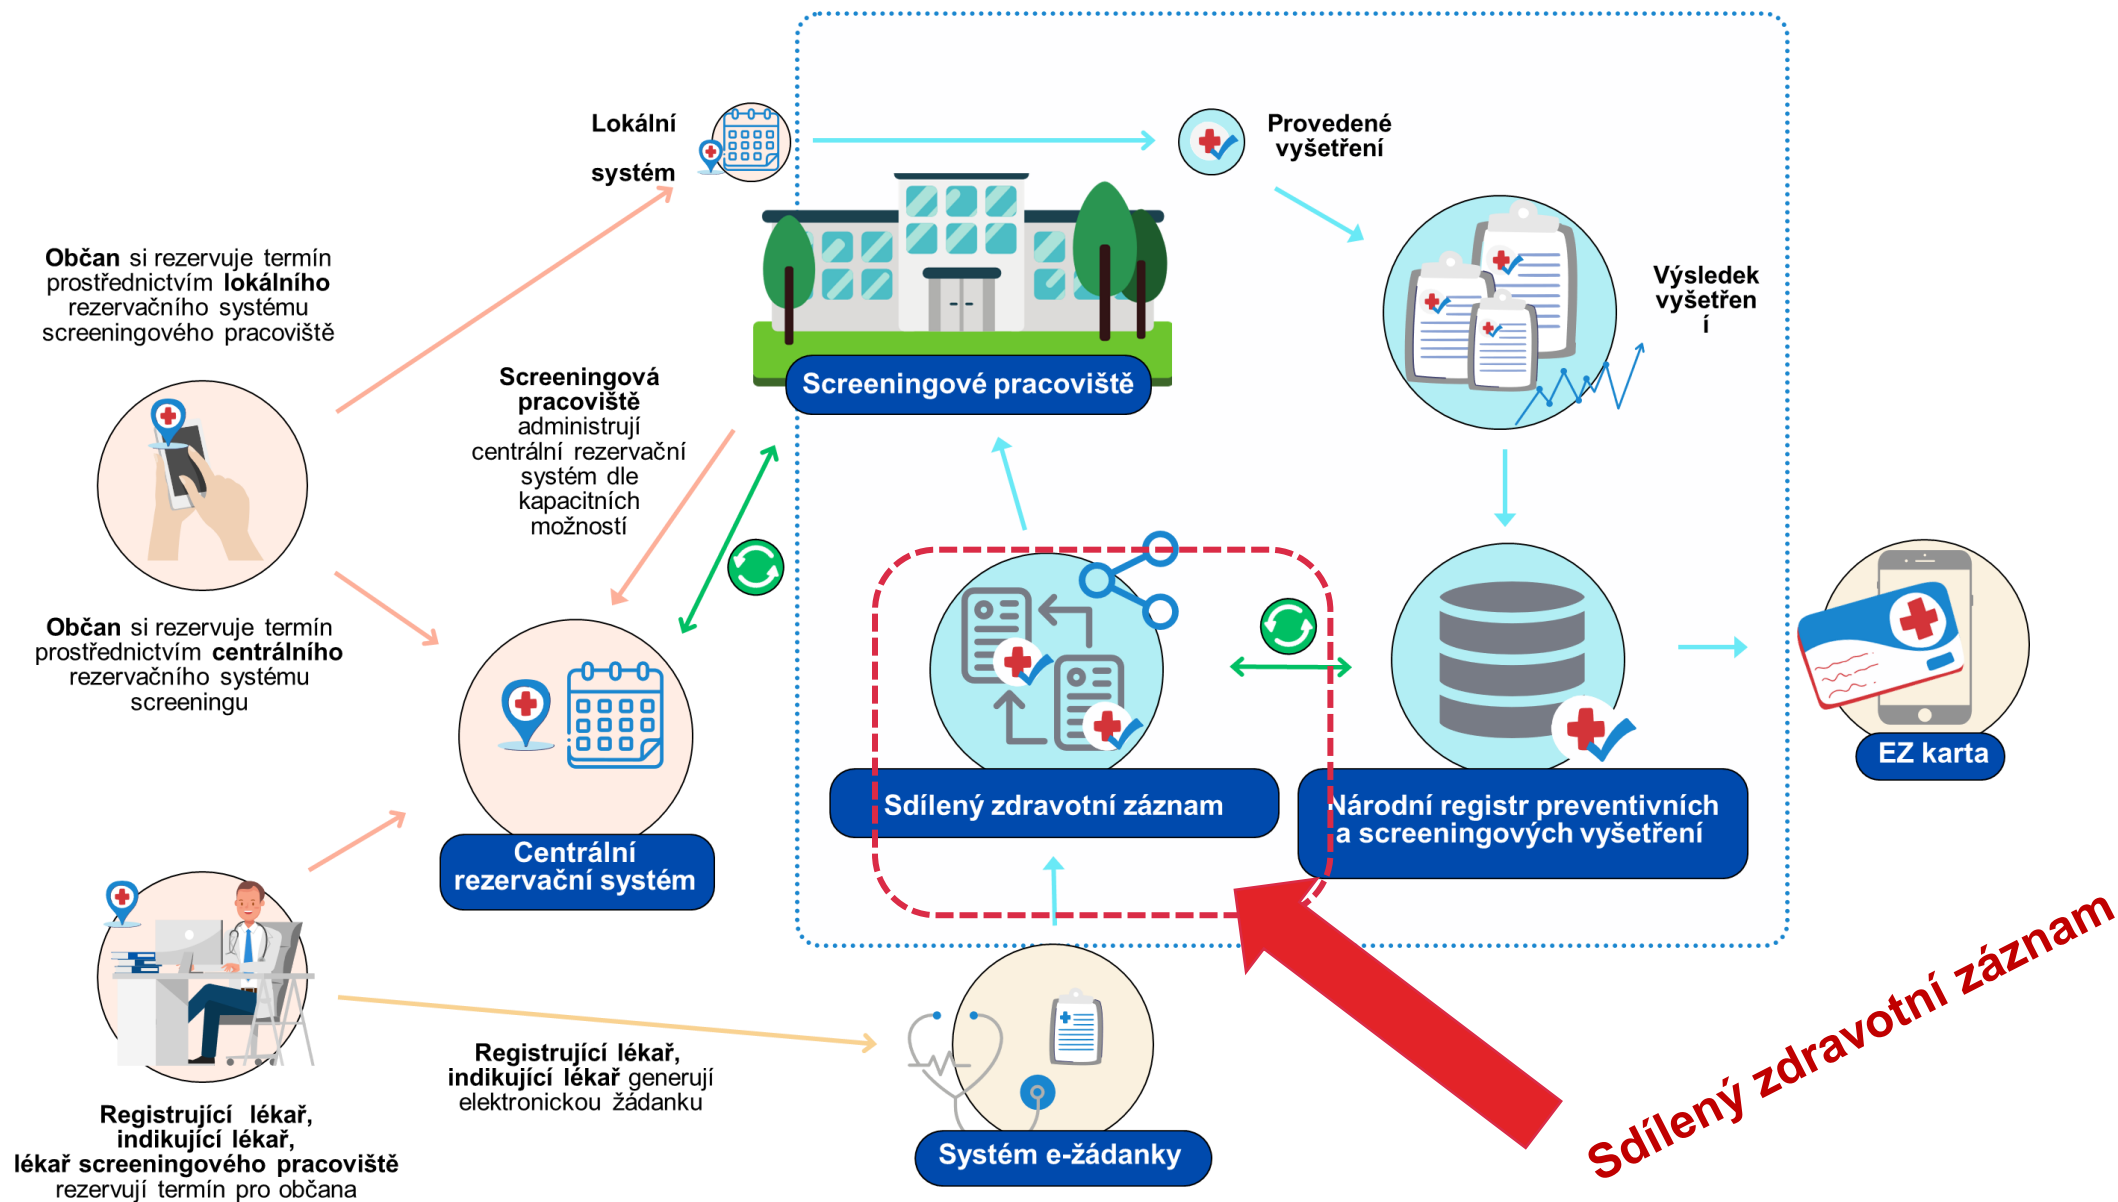 Lokální
systém
Provedené
vyšetření
Občan si rezervuje termín
prostřednictvím lokálního
rezervačního systému
screeningového pracoviště
Výsledek
vyšetřen
í
Screeningové pracoviště
Screeningová
pracoviště
administrují
centrální rezervační
systém dle
kapacitních
možností
Občan si rezervuje termín
prostřednictvím centrálního
rezervačního systému
screeningu
EZ karta
Sdílený zdravotní záznam
Národní registr preventivních
a screeningových vyšetření
Centrální
rezervační systém
Sdílený zdravotní záznam
Registrující lékař,
indikující lékař generují
elektronickou žádanku
Registrující lékař,
indikující lékař,
lékař screeningového pracoviště
rezervují termín pro občana
Systém e-žádanky